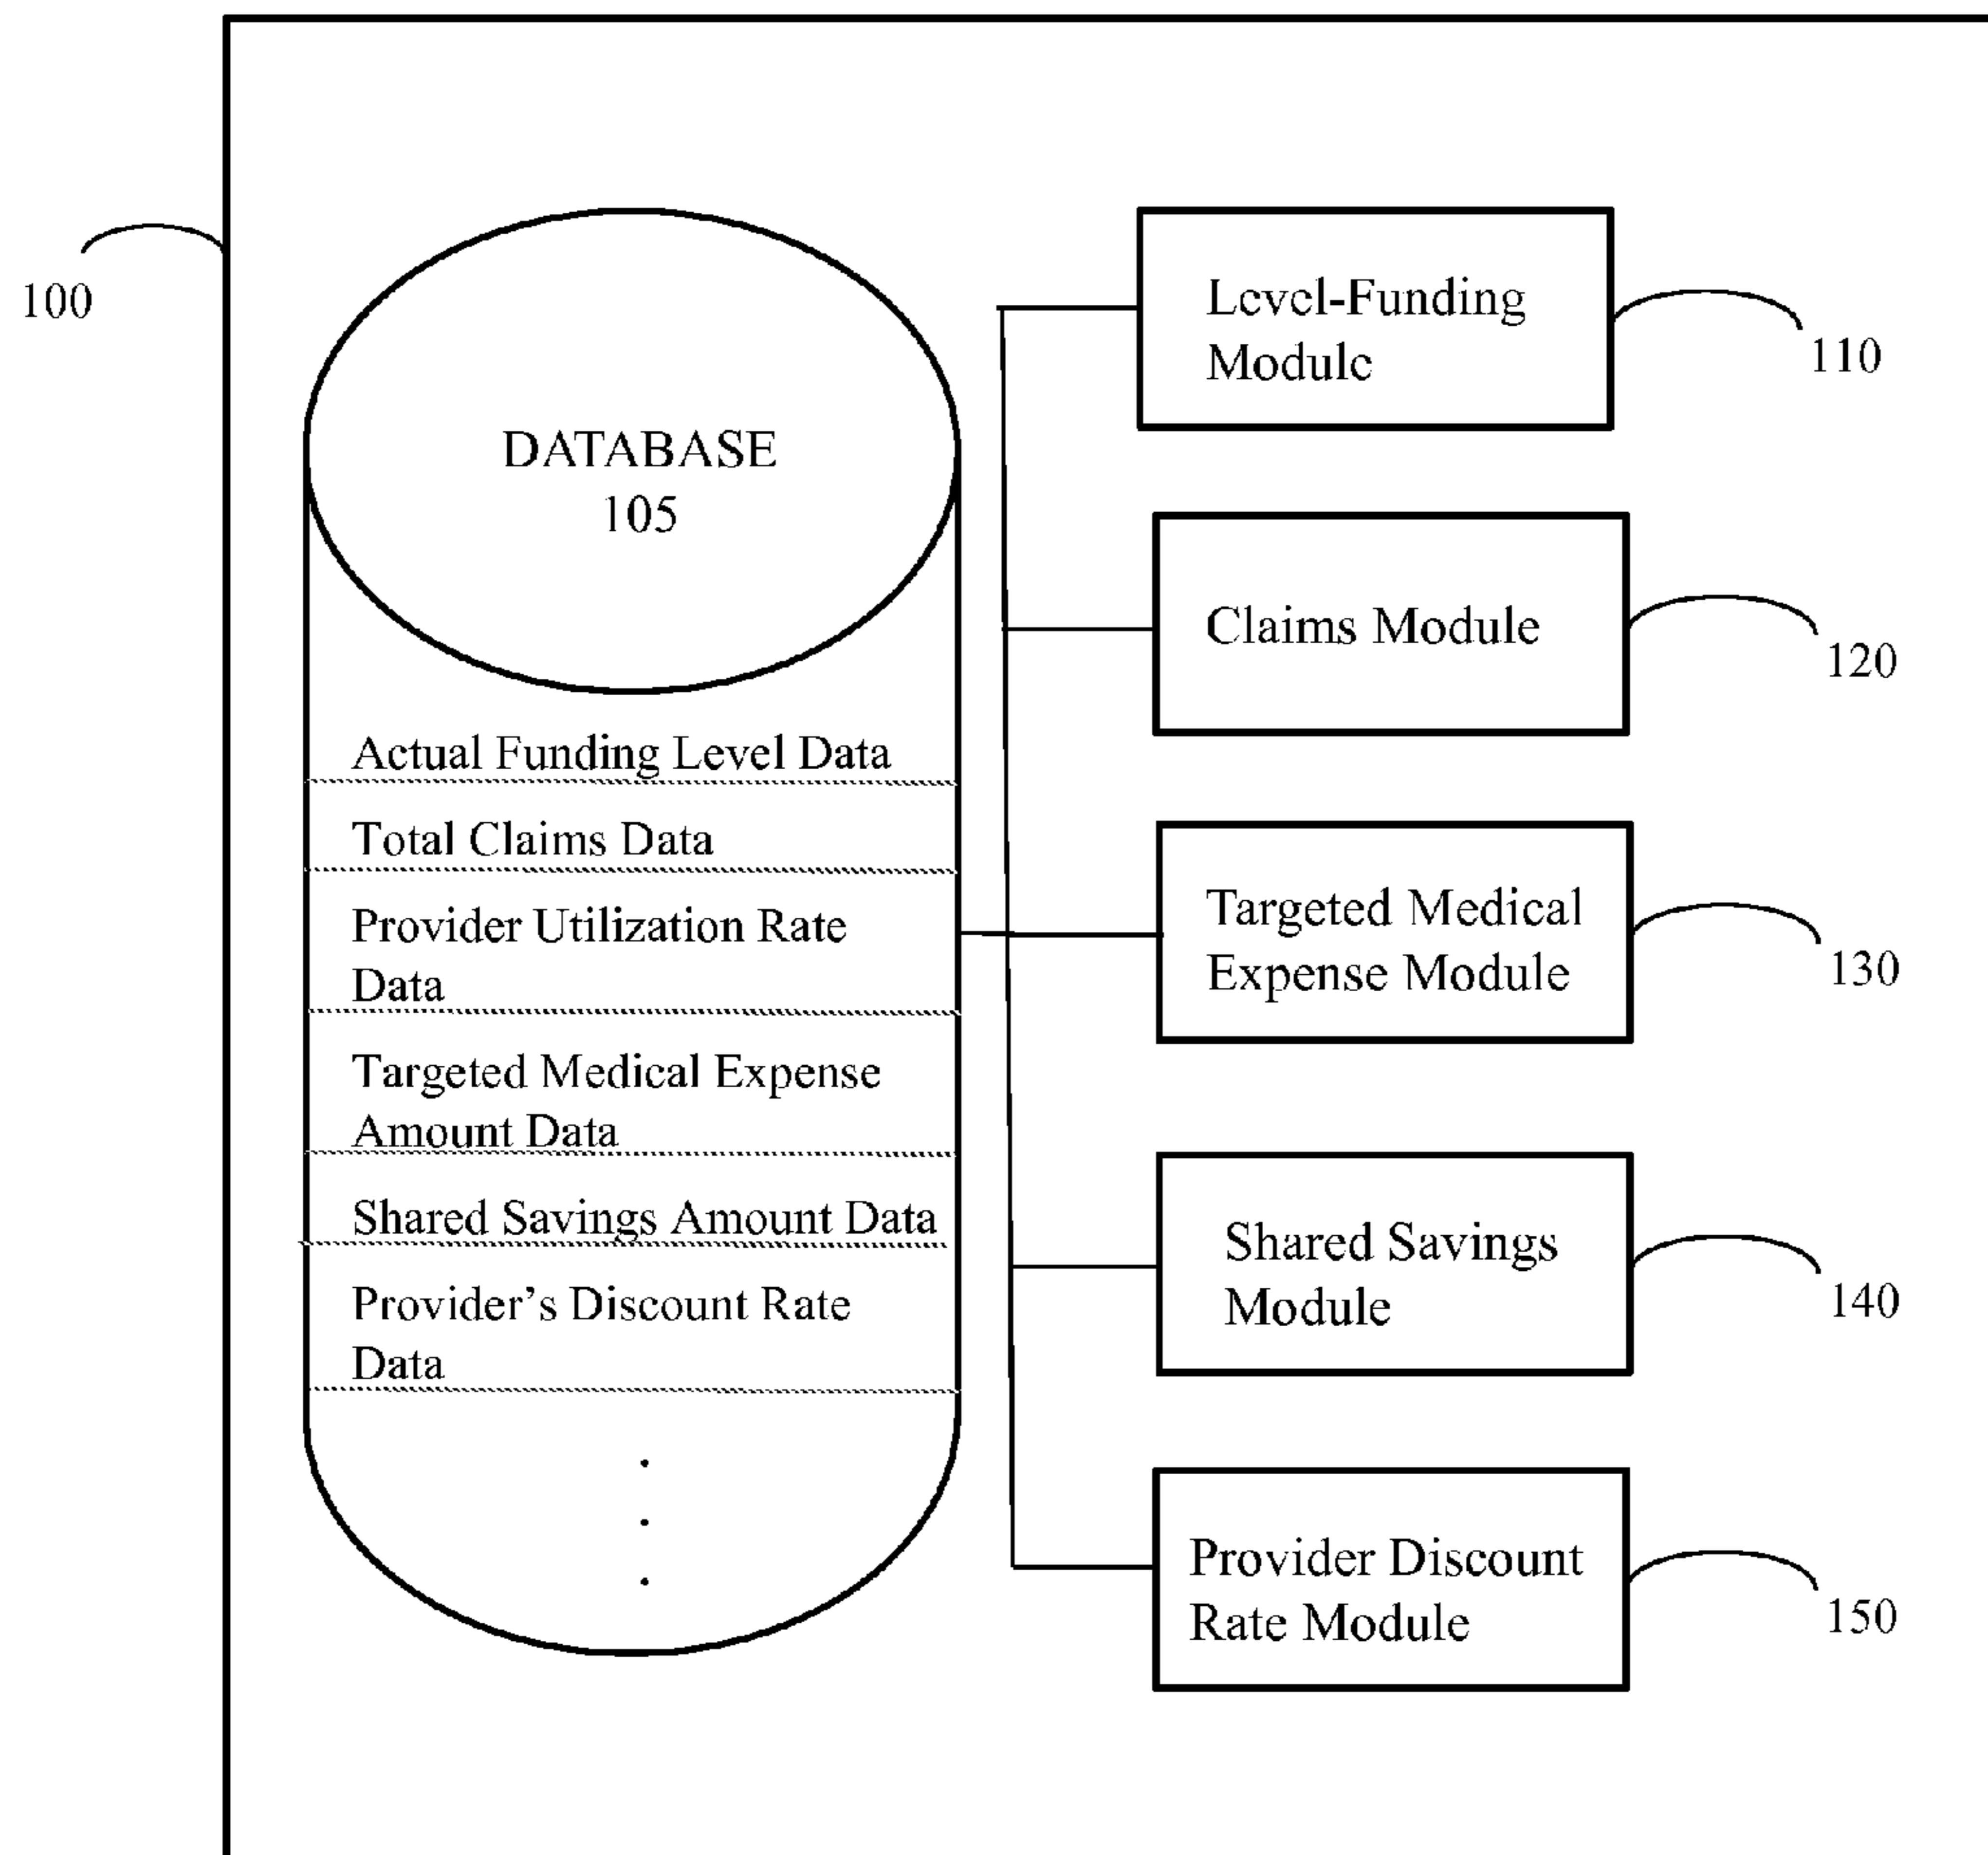 100
DATABASE
105
Actual Funding Level Data
Total Claims Data
Provider Utilization Rate
Data
Targeted Medical Expense
Amount Data
Shared Savings Amount Data
Provider's Discount Rate
Data
Level-Funding
Module
110
Claims Module
120
Targeted Medical
Expense Module
130
Shared Savings
Module
140
Provider Discount
Rate Module
150